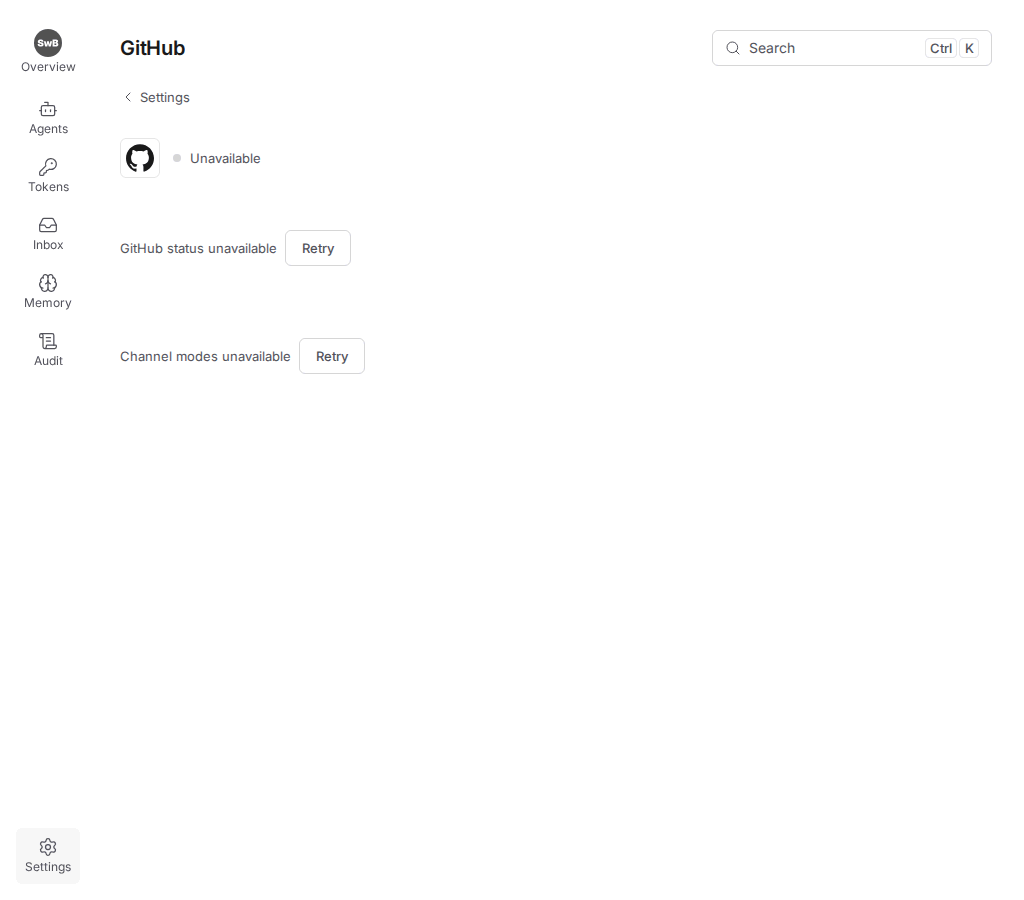 SwB
Overview
Agents
Tokens
Inbox
Memory
Audit
Settings
GitHub
Search Ctrl K
Settings
Unavailable
GitHub status unavailable Retry
Channel modes unavailable Retry